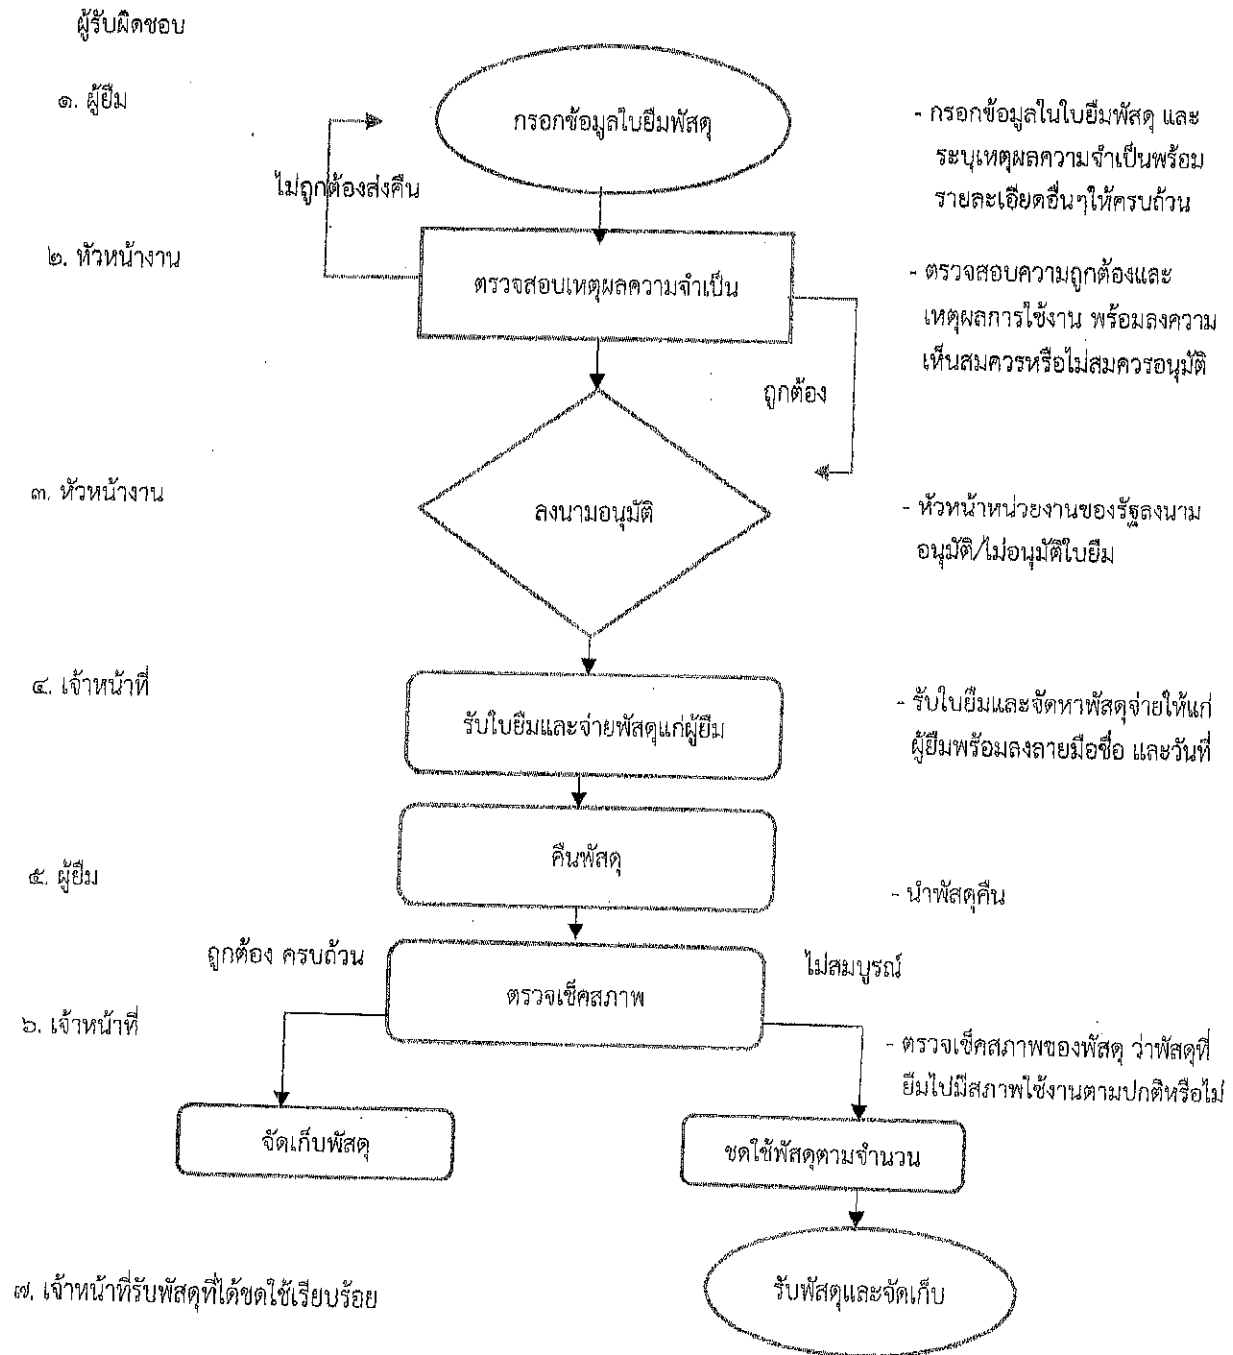 ผู้รับผิดชอบ
๑. ผู้ยืม
กรอกข้อมูลใบยืมพัสดุ
- กรอกข้อมูลในใบยืมพัสดุ และ
ระบุเหตุผลความจำเป็นพร้อม
รายละเอียดอื่นๆให้ครบถ้วน
ไม่ถูกต้องส่งคืน
๒. หัวหน้างาน
ตรวจสอบเหตุผลความจำเป็น
- ตรวจสอบความถูกต้องและ
เหตุผลการใช้งาน พร้อมลงความ
เห็นสมควรหรือไม่สมควรอนุมัติ
ถูกต้อง
๓. หัวหน้างาน
ลงนามอนุมัติ
- หัวหน้าหน่วยงานของรัฐลงนาม
อนุมัติ/ไม่อนุมัติใบยืม
๔. เจ้าหน้าที่
รับใบยืมและจ่ายพัสดุแก่ผู้ยืม
- รับใบยืมและจัดหาพัสดุจ่ายให้แก่
ผู้ยืมพร้อมลงลายมือชื่อ และวันที่
๕. ผู้ยืม
คืนพัสดุ
- นำพัสดุคืน
ถูกต้อง ครบถ้วน
ไม่สมบูรณ์
๖. เจ้าหน้าที่
ตรวจเช็คสภาพ
- ตรวจเช็คสภาพของพัสดุ ว่าพัสดุที่
ยืมไปมีสภาพใช้งานตามปกติหรือไม่
จัดเก็บพัสดุ
ชดใช้พัสดุตามจำนวน
๗. เจ้าหน้าที่รับพัสดุที่ได้ชดใช้เรียบร้อย
รับพัสดุและจัดเก็บ